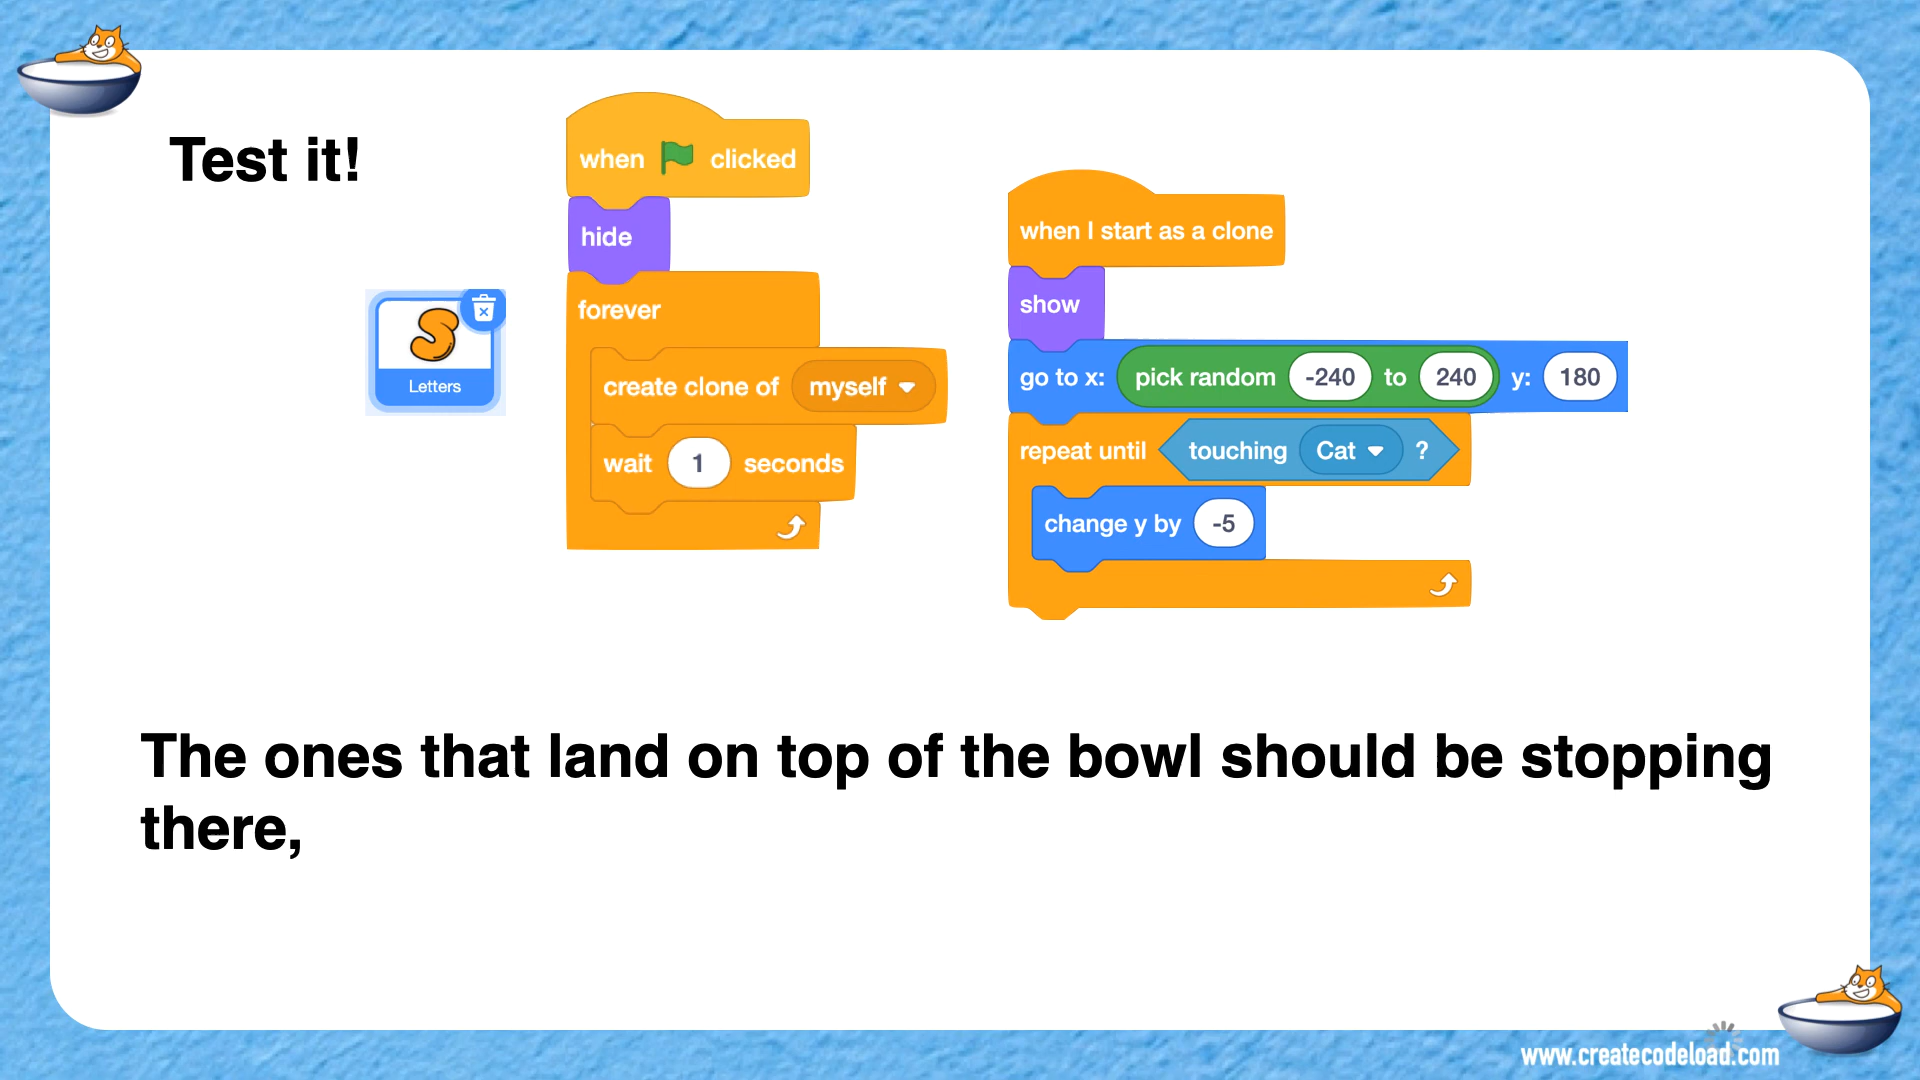 Test it!
when clicked
hide
forever
create clone of myself
wait 1 seconds
Letters
when I start as a clone
show
go to x: pick random -240 to 240 y: 180
repeat until touching Cat ?
change y by -5
The ones that land on top of the bowl should be stopping
there,
www.createcodeload.com